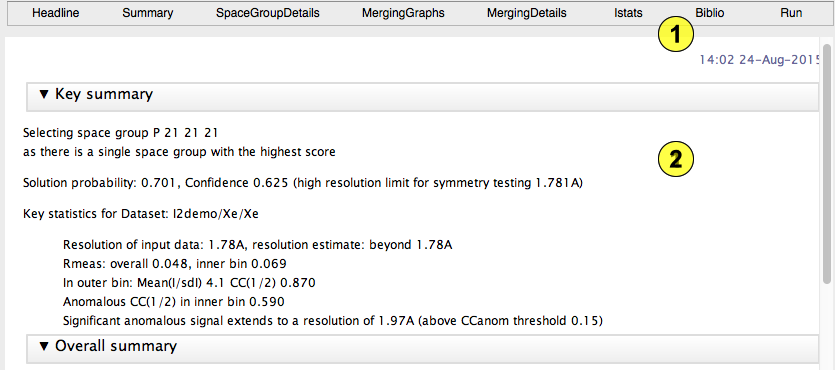 Headline Summary SpaceGroupDetails MergingGraphs MergingDetails Istats Biblio Run
1
14:02 24-Aug-2015
▼ Key summary
Selecting space group P 21 21 21
as there is a single space group with the highest score
2
Solution probability: 0.701, Confidence 0.625 (high resolution limit for symmetry testing 1.781A)
Key statistics for Dataset: I2demo/Xe/Xe
Resolution of input data: 1.78A, resolution estimate: beyond 1.78A
Rmeas: overall 0.048, inner bin 0.069
In outer bin: Mean(I/sdI) 4.1 CC(1/2) 0.870
Anomalous CC(1/2) in inner bin 0.590
Significant anomalous signal extends to a resolution of 1.97A (above CCanom threshold 0.15)
▼ Overall summary